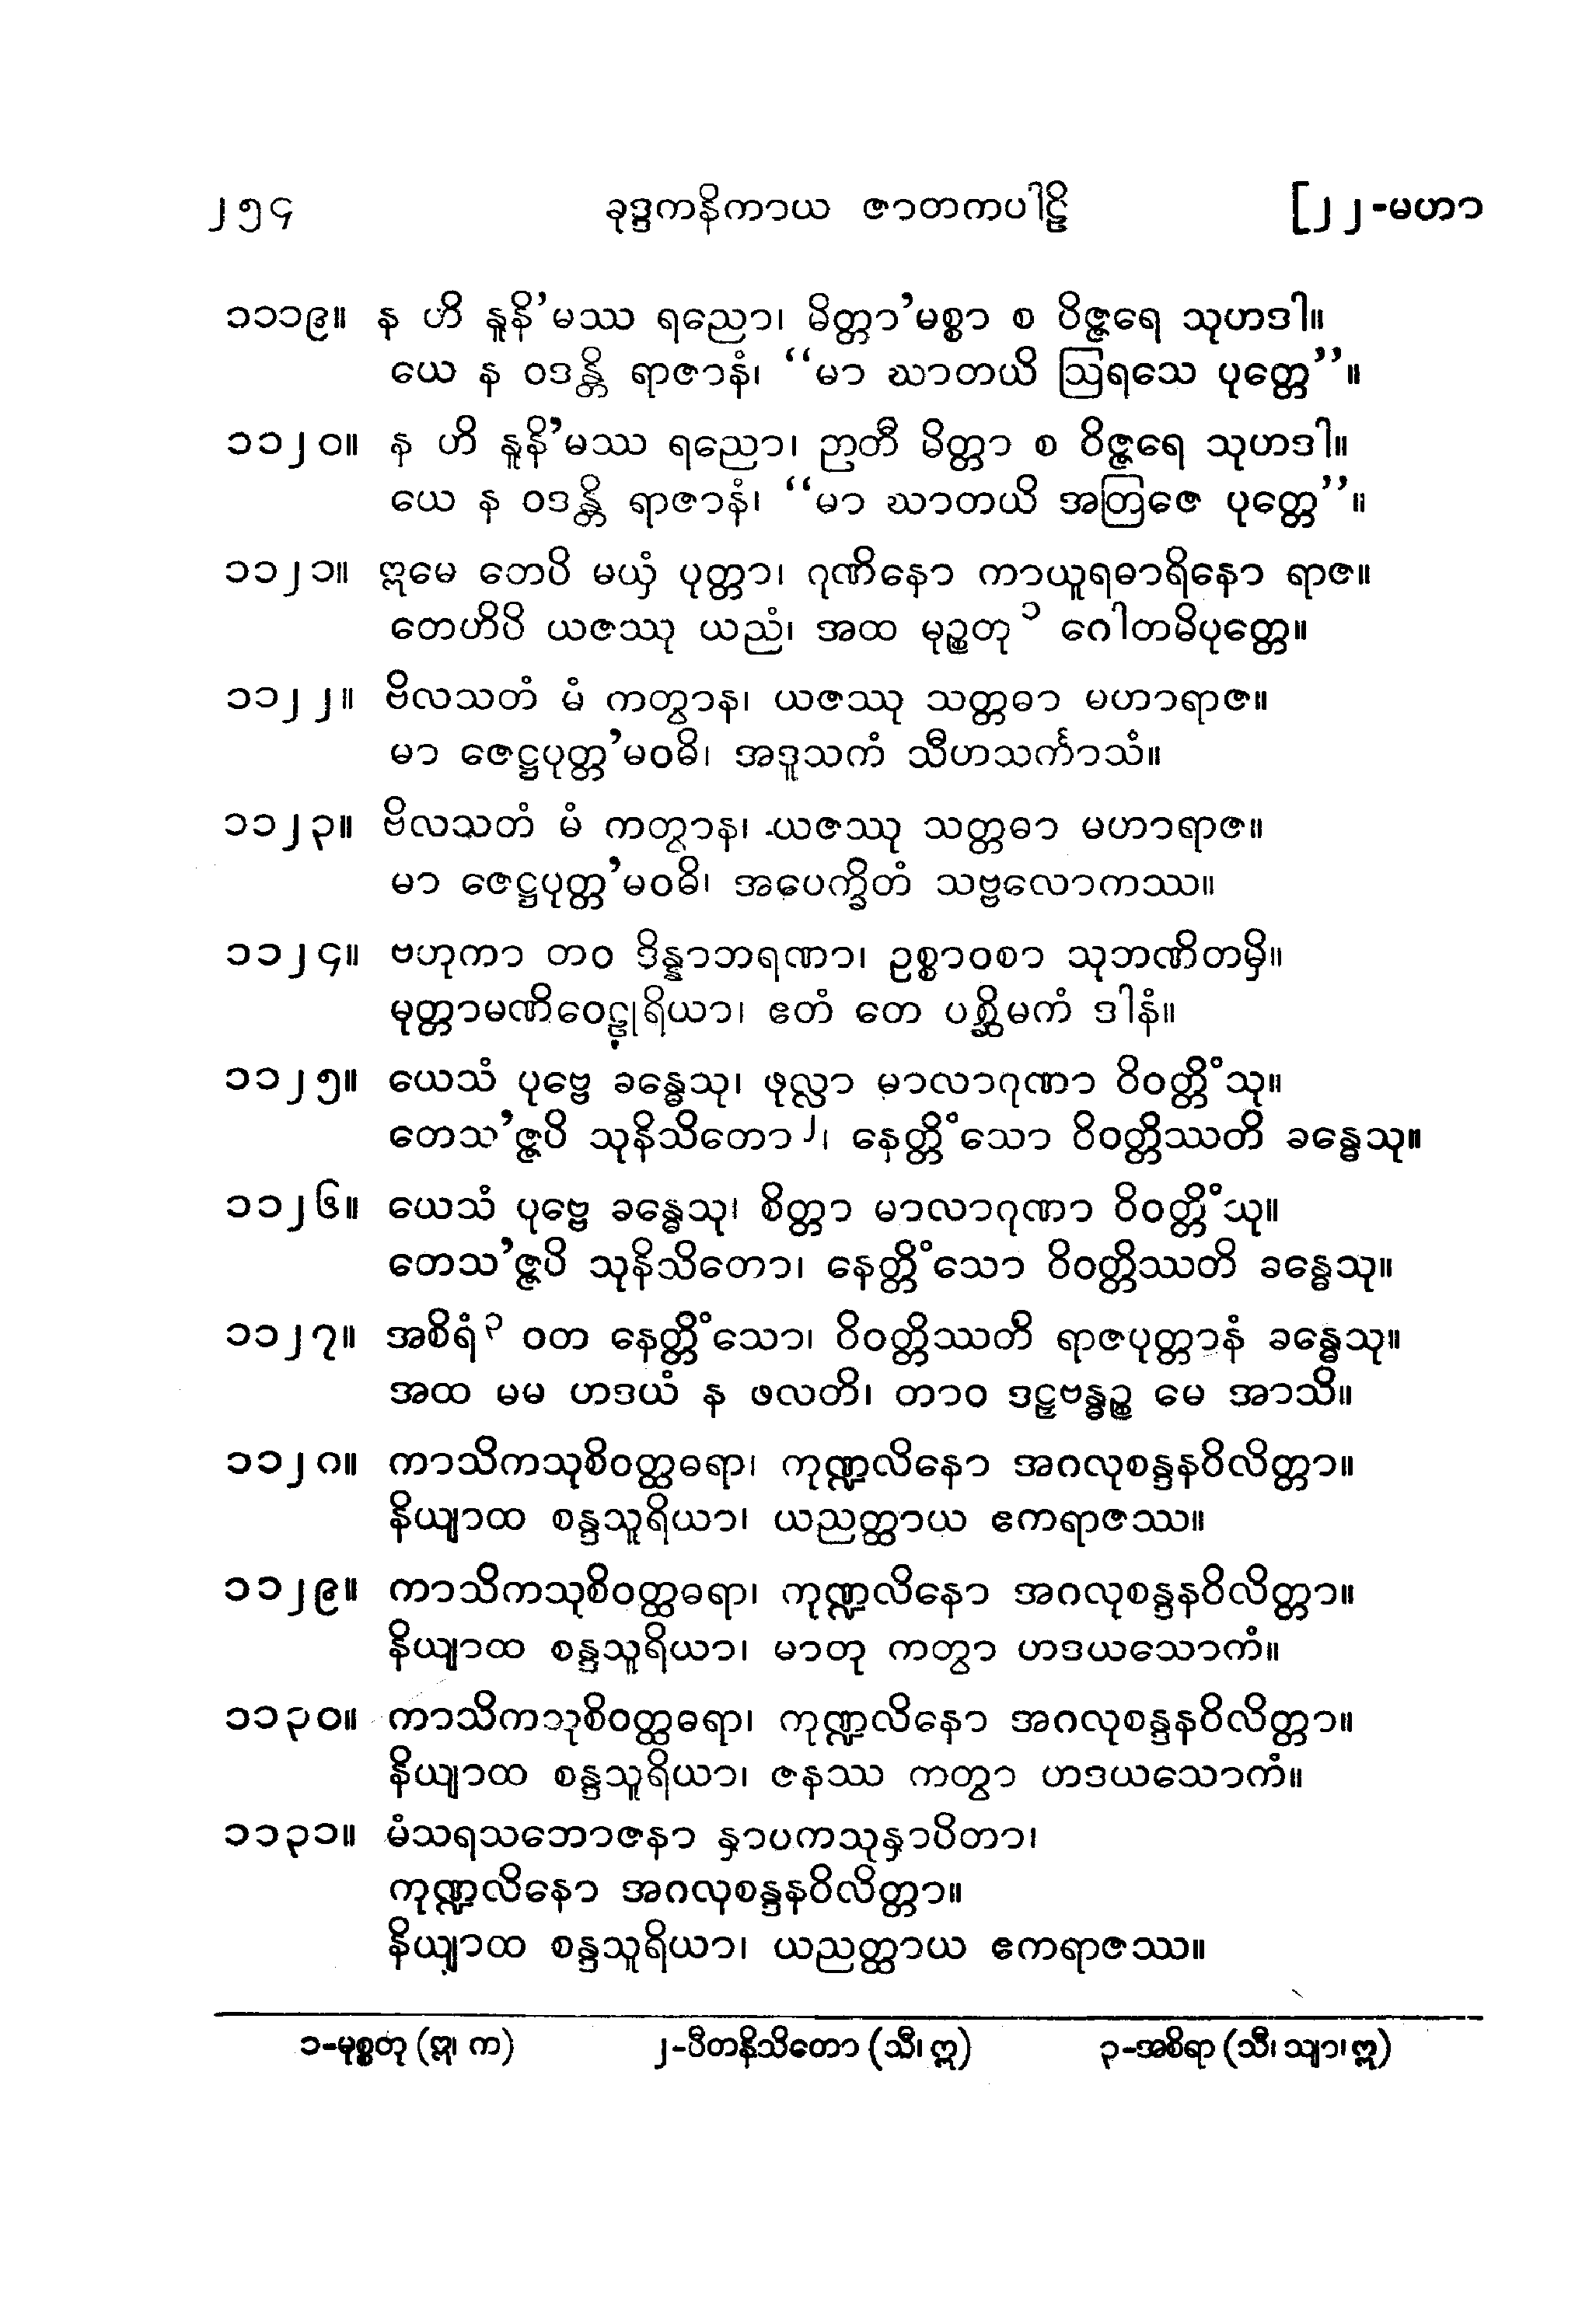 ၂၅၄ ခုဒ္ဒကနိကာယ ဇာတကပါဠိ [၂၂-မဟာ
၁၁၁၉။ န ဟိ နူနိ’မဿ ရညော၊ မိတ္တာ’မစ္စာ စ ဝိဇ္ဇရေ သုဟဒါ။
ယေ န ဝဒန္တိ ရာဇာနံ၊ “မာ ဃာတယိ ဩရသေ ပုတ္တေ”။
၁၁၂၀။ န ဟိ နူနိ’မဿ ရညော၊ ဉာတီ မိတ္တာ စ ဝိဇ္ဇရေ သုဟဒါ။
ယေ န ဝဒန္တိ ရာဇာနံ၊ “မာ ဃာတယိ အတြဇေ ပုတ္တေ”။
၁၁၂၁။ ဣမေ တေပိ မယှံ ပုတ္တာ၊ ဂုဏိနော ကာယူရဓာရိနော ရာဇ။
တေဟိပိ ယဇဿု ယညံ၊ အထ မုဉ္စတု ၁ ဂေါတမိပုတ္တေ။
၁၁၂၂။ ဗိလသတံ မံ ကတွာန၊ ယဇဿု သတ္တဓာ မဟာရာဇ။
မာ ဇေဋ္ဌပုတ္တ’မဝဓိ၊ အဒူသကံ သီဟသင်္ကာသံ။
၁၁၂၃။ ဗိလသတံ မံ ကတွာန၊ ယဇဿု သတ္တဓာ မဟာရာဇ။
မာ ဇေဋ္ဌပုတ္တ’မဝဓိ၊ အပေက္ခိတံ သဗ္ဗလောကဿ။
၁၁၂၄။ ဗဟုကာ တဝ ဒိန္နာဘရဏာ၊ ဥစ္စာဝစာ သုဘဏိတမှိ။
မုတ္တာမဏိဝေဠုရိယာ၊ ဧတံ တေ ပစ္ဆိမကံ ဒါနံ။
၁၁၂၅။ ယေသံ ပုဗ္ဗေ ခန္ဓေသု၊ ဖုလ္လာ မာလာဂုဏာ ဝိဝတ္တိံသု။
တေသ’ဇ္ဇပိ သုနိသိတော ၂၊ နေတ္တိံသော ဝိဝတ္တိဿတိ ခန္ဓေသု။
၁၁၂၆။ ယေသံ ပုဗ္ဗေ ခန္ဓေသု၊ စိတ္တာ မာလာဂုဏာ ဝိဝတ္တိံသု။
တေသ’ဇ္ဇပိ သုနိသိတော၊ နေတ္တိံသော ဝိဝတ္တိဿတိ ခန္ဓေသု။
၁၁၂၇။ အစိရံ ၃ ဝတ နေတ္တိံသော၊ ဝိဝတ္တိဿတိ ရာဇပုတ္တာနံ ခန္ဓေသု။
အထ မမ ဟဒယံ န ဖလတိ၊ တာဝ ဒဠှဗန္ဓဉ္စ မေ အာသိ။
၁၁၂၈။ ကာသိကသုစိဝတ္ထဓရာ၊ ကုဏ္ဍလိနော အဂလုစန္ဒနဝိလိတ္တာ။
နိယျာထ စန္ဒသူရိယာ၊ ယညတ္ထာယ ဧကရာဇဿ။
၁၁၂၉။ ကာသိကသုစိဝတ္ထဓရာ၊ ကုဏ္ဍလိနော အဂလုစန္ဒနဝိလိတ္တာ။
နိယျာထ စန္ဒသူရိယာ၊ မာတု ကတွာ ဟဒယသောကံ။
၁၁၃၀။ ကာသိကသုစိဝတ္ထဓရာ၊ ကုဏ္ဍလိနော အဂလုစန္ဒနဝိလိတ္တာ။
နိယျာထ စန္ဒသူရိယာ၊ ဇနဿ ကတွာ ဟဒယသောကံ။
၁၁၃၁။ မံသရသဘောဇနာ နှာပကသုနှာပိတာ၊
ကုဏ္ဍလိနော အဂလုစန္ဒနဝိလိတ္တာ။
နိယျာထ စန္ဒသူရိယာ၊ ယညတ္ထာယ ဧကရာဇဿ။
၁-မုစ္စတု (ဣ၊ က) ၂-ပီတနိသိတော (သီ၊ ဣ) ၃-အစိရာ (သီ၊ သျာ၊ ဣ)